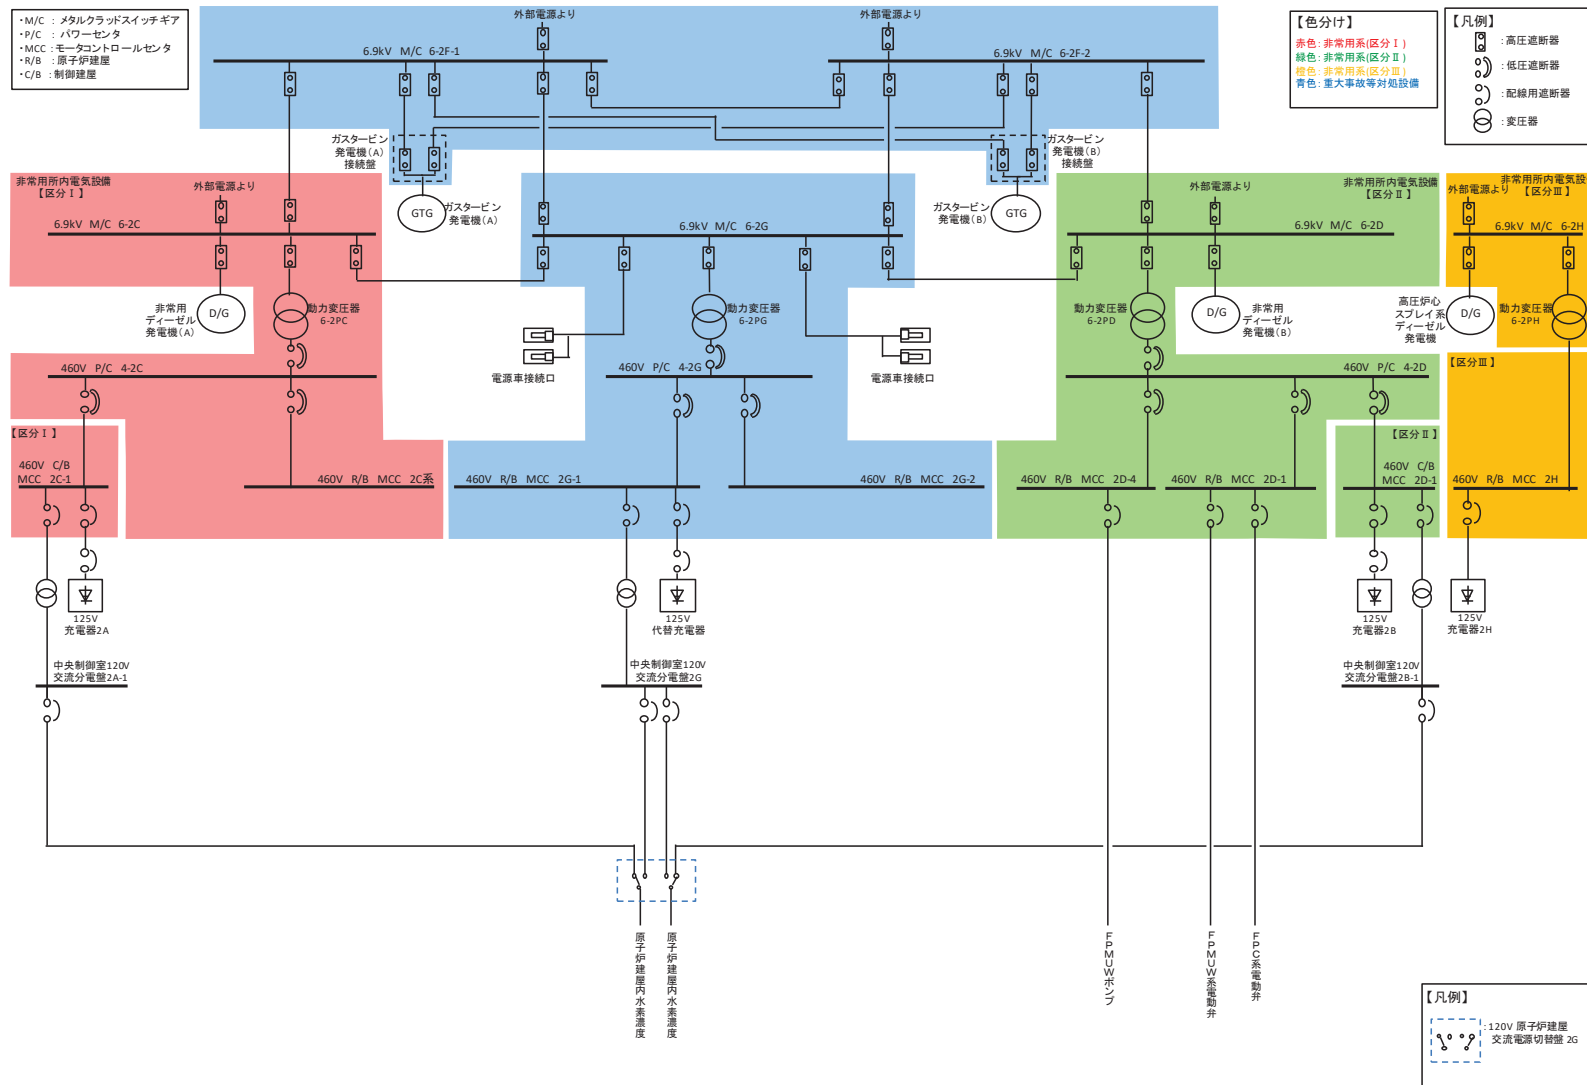 ・M/C ： メタルクラッドスイッチギア
・P/C ： パワーセンタ
・MCC ：モータコントロールセンタ
・R/B ： 原子炉建屋
・C/B ： 制御建屋
外部電源より
外部電源より
6.9kV M/C 6-2F-1
6.9kV M/C 6-2F-2
【色分け】
赤色：非常用系(区分Ⅰ)
緑色：非常用系(区分Ⅱ)
橙色：非常用系(区分Ⅲ)
青色：重大事故等対処設備
【凡例】
：高圧遮断器
：低圧遮断器
：配線用遮断器
：変圧器
ガスタービン
発電機(A)
接続盤
ガスタービン
発電機(B)
接続盤
GTG
ガスタービン
発電機(A)
ガスタービン
発電機(B)
GTG
非常用所内電気設備
【区分Ⅰ】
外部電源より
6.9kV M/C 6-2C
6.9kV M/C 6-2G
外部電源より
非常用所内電気設備
【区分Ⅱ】
6.9kV M/C 6-2D
非常用所内電気設
【区分Ⅲ】
外部電源より
6.9kV M/C 6-2H
非常用
ディーゼル
発電機(A)
D/G
動力変圧器
6-2PC
動力変圧器
6-2PG
動力変圧器
6-2PD
D/G
非常用
ディーゼル
発電機(B)
高圧炉心
スプレイ系
ディーゼル
発電機
D/G
動力変圧器
6-2PH
電源車接続口
電源車接続口
460V P/C 4-2C
460V P/C 4-2G
460V P/C 4-2D
【区分Ⅲ】
【区分Ⅰ】
【区分Ⅱ】
460V C/B
MCC 2C-1
460V R/B MCC 2C系
460V R/B MCC 2G-1
460V R/B MCC 2G-2
460V R/B MCC 2D-4
460V R/B MCC 2D-1
460V C/B
MCC 2D-1
460V R/B MCC 2H
125V
充電器2A
125V
代替充電器
125V
充電器2B
125V
充電器2H
中央制御室120V
交流分電盤2A-1
中央制御室120V
交流分電盤2G
中央制御室120V
交流分電盤2B-1
原子炉建屋内水素濃度
原子炉建屋内水素濃度
FPMUWポンプ
FPMUW系電動弁
FPC系電動弁
【凡例】
：120V 原子炉建屋
交流電源切替盤 2G